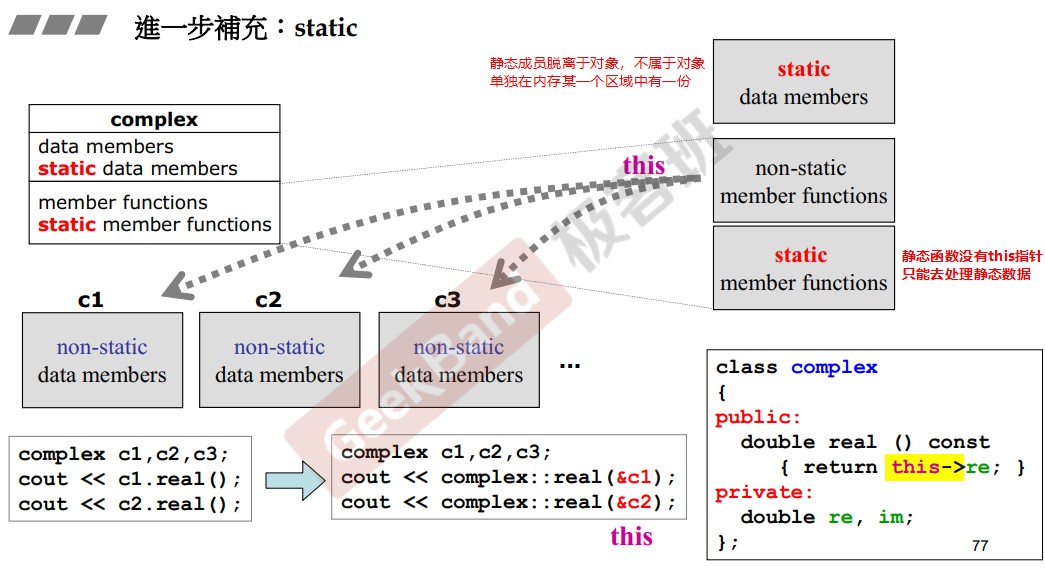 進一步補充：static
静态成员脱离于对象，不属于对象
单独在内存某一个区域中有一份
static
data members
complex
data members
static data members
member functions
static member functions
this
non-static
member functions
static
member functions
静态函数没有this指针
只能去处理静态数据
c1
c2
c3
non-static
data members
non-static
data members
non-static
data members
...
GeekBand 极客班
complex c1,c2,c3;
cout << c1.real();
cout << c2.real();
complex c1,c2,c3;
cout << complex::real(&c1);
cout << complex::real(&c2);
this
class complex
{
public:
double real () const
{ return this->re; }
private:
double re, im;
};
77